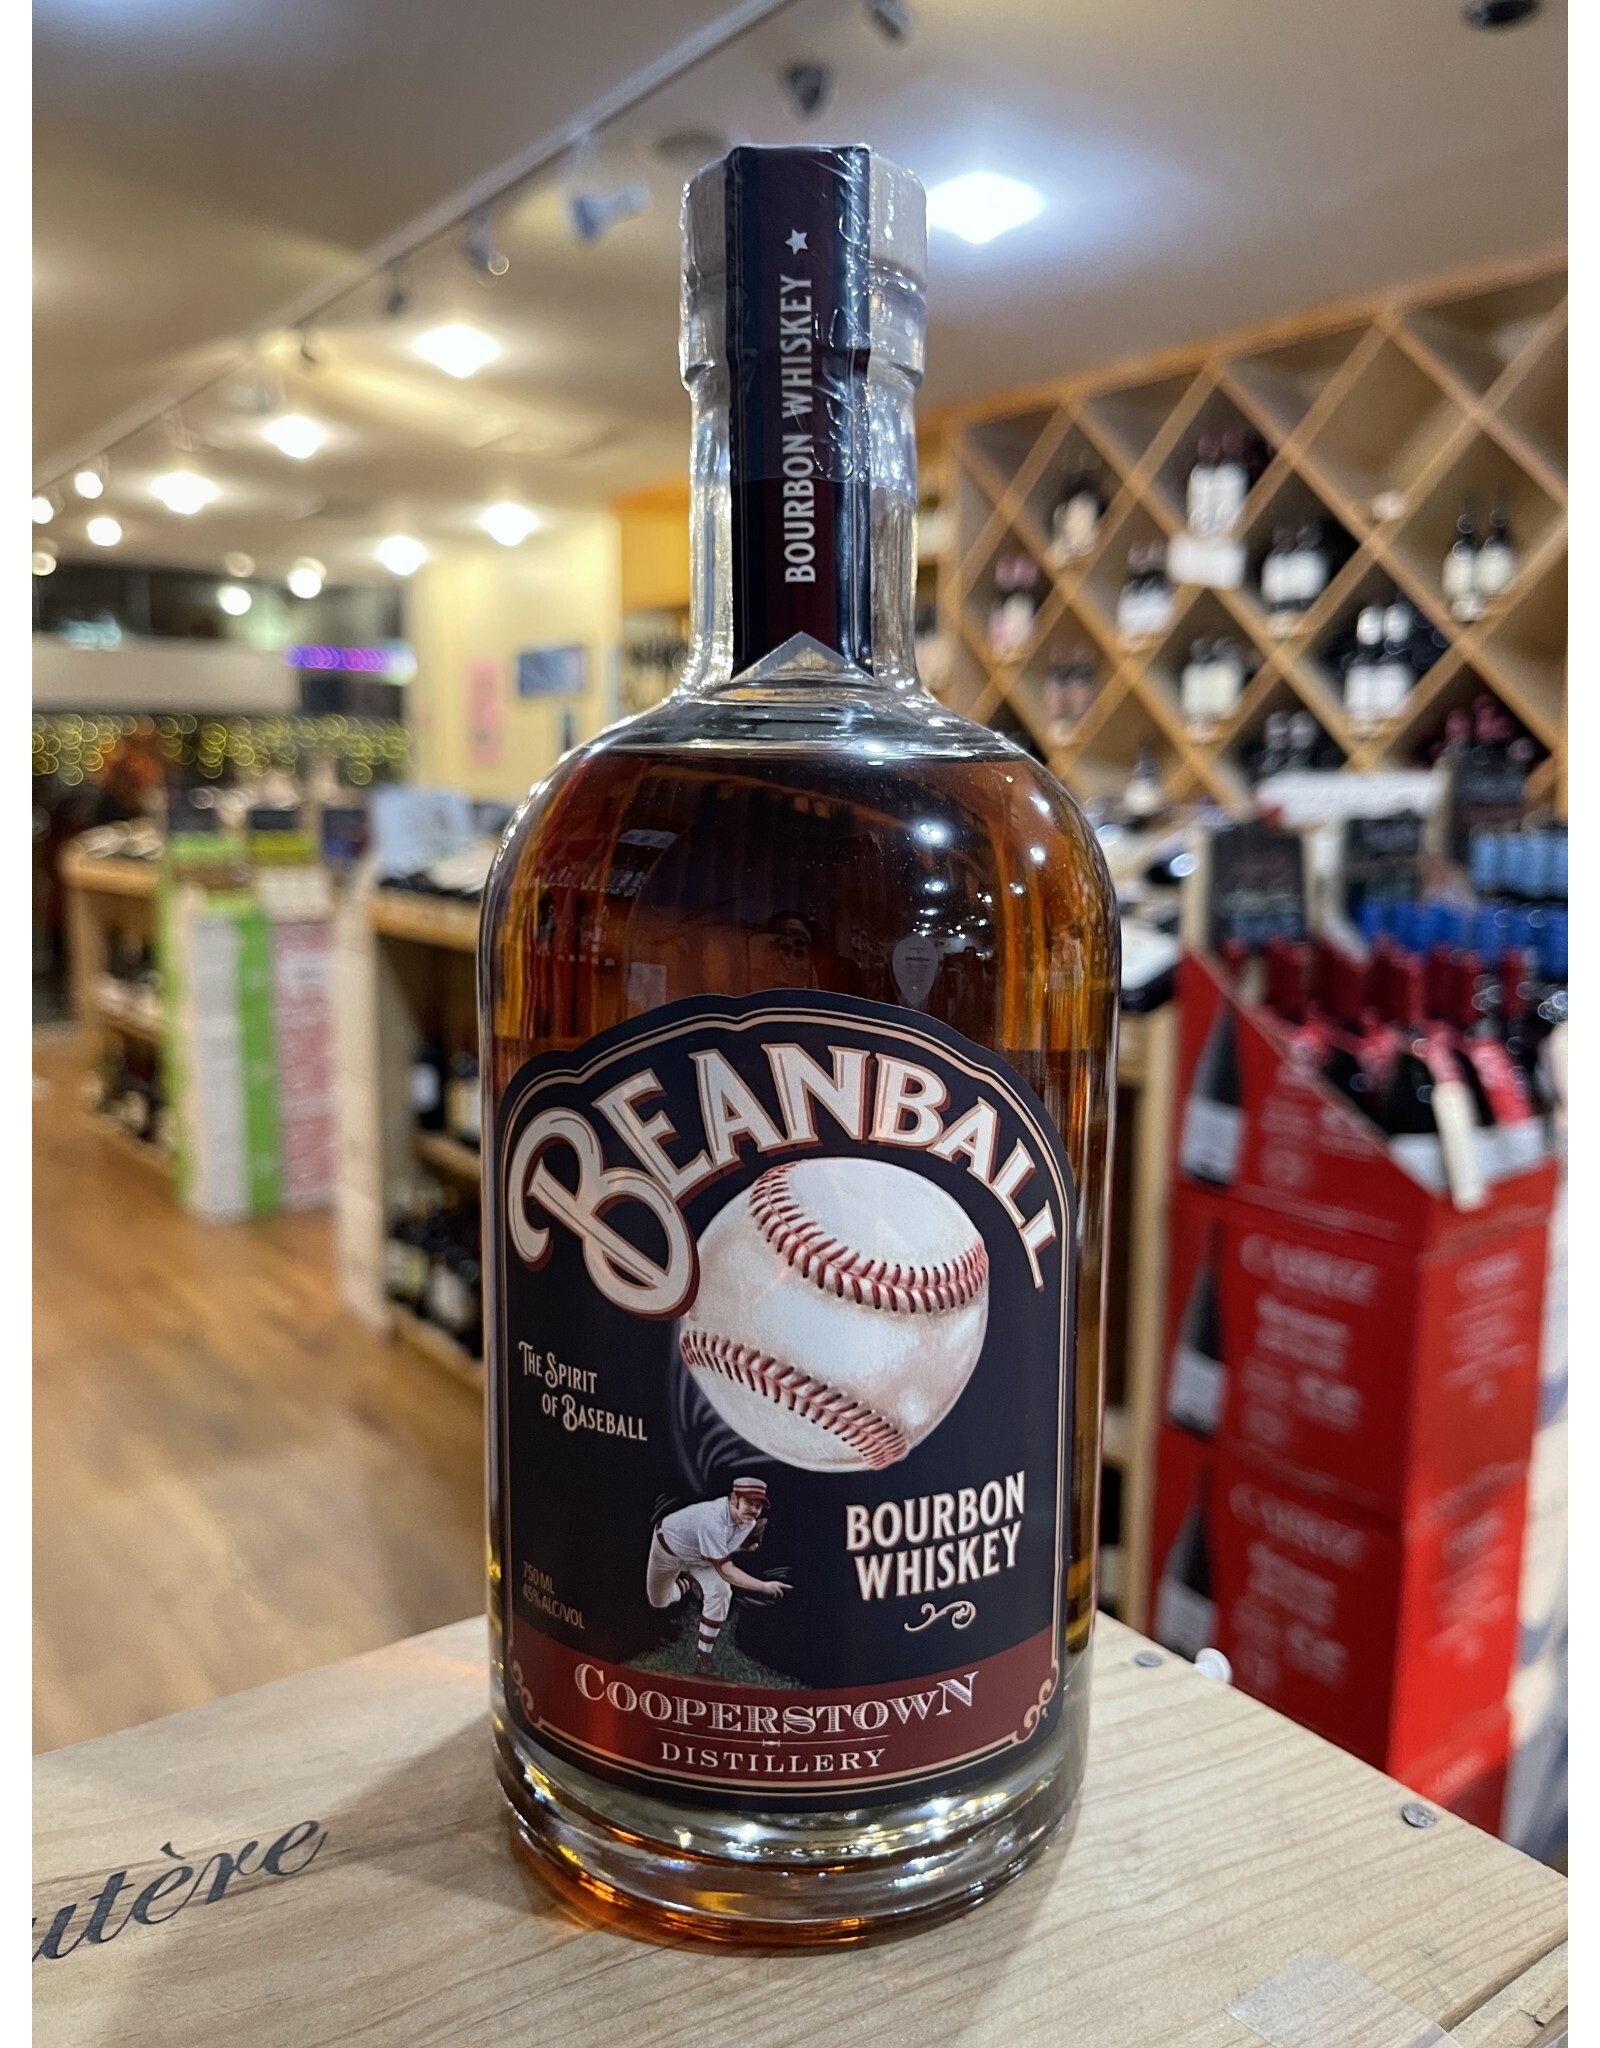 BOURBON WHISKEY
BEANBALL
THE SPIRIT
OF BASEBALL
BOURBON
WHISKEY
750 ML
45% ALC/VOL
COOPERSTOWN
DISTILLERY